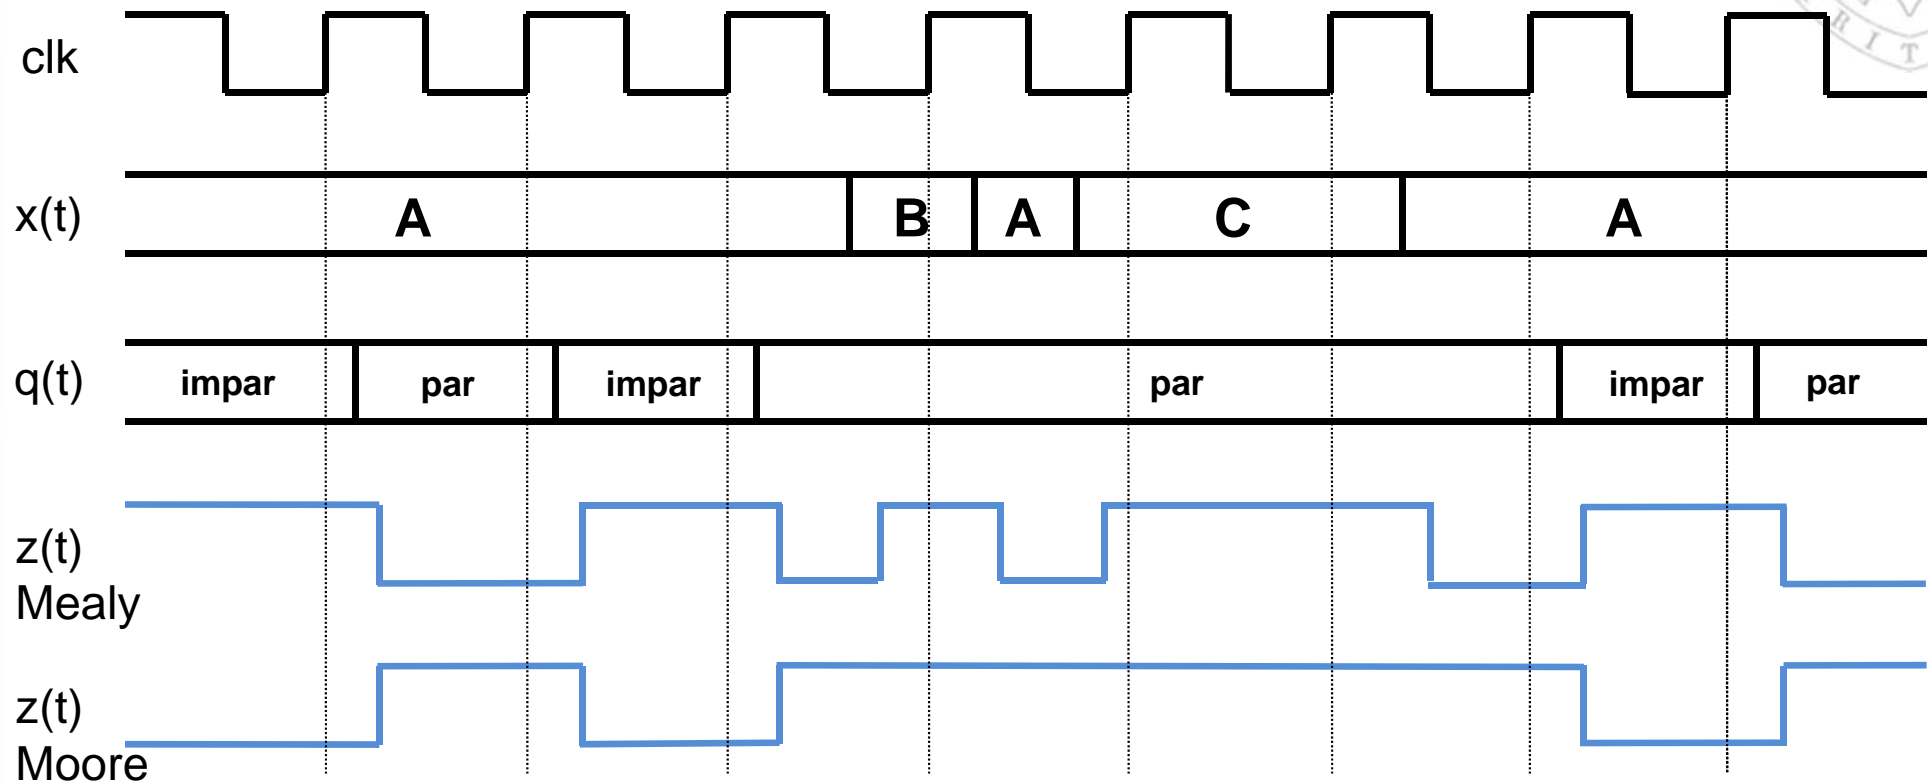 clk
x(t) A B A C A
q(t) impar par impar par impar par
z(t)
Mealy
z(t)
Moore